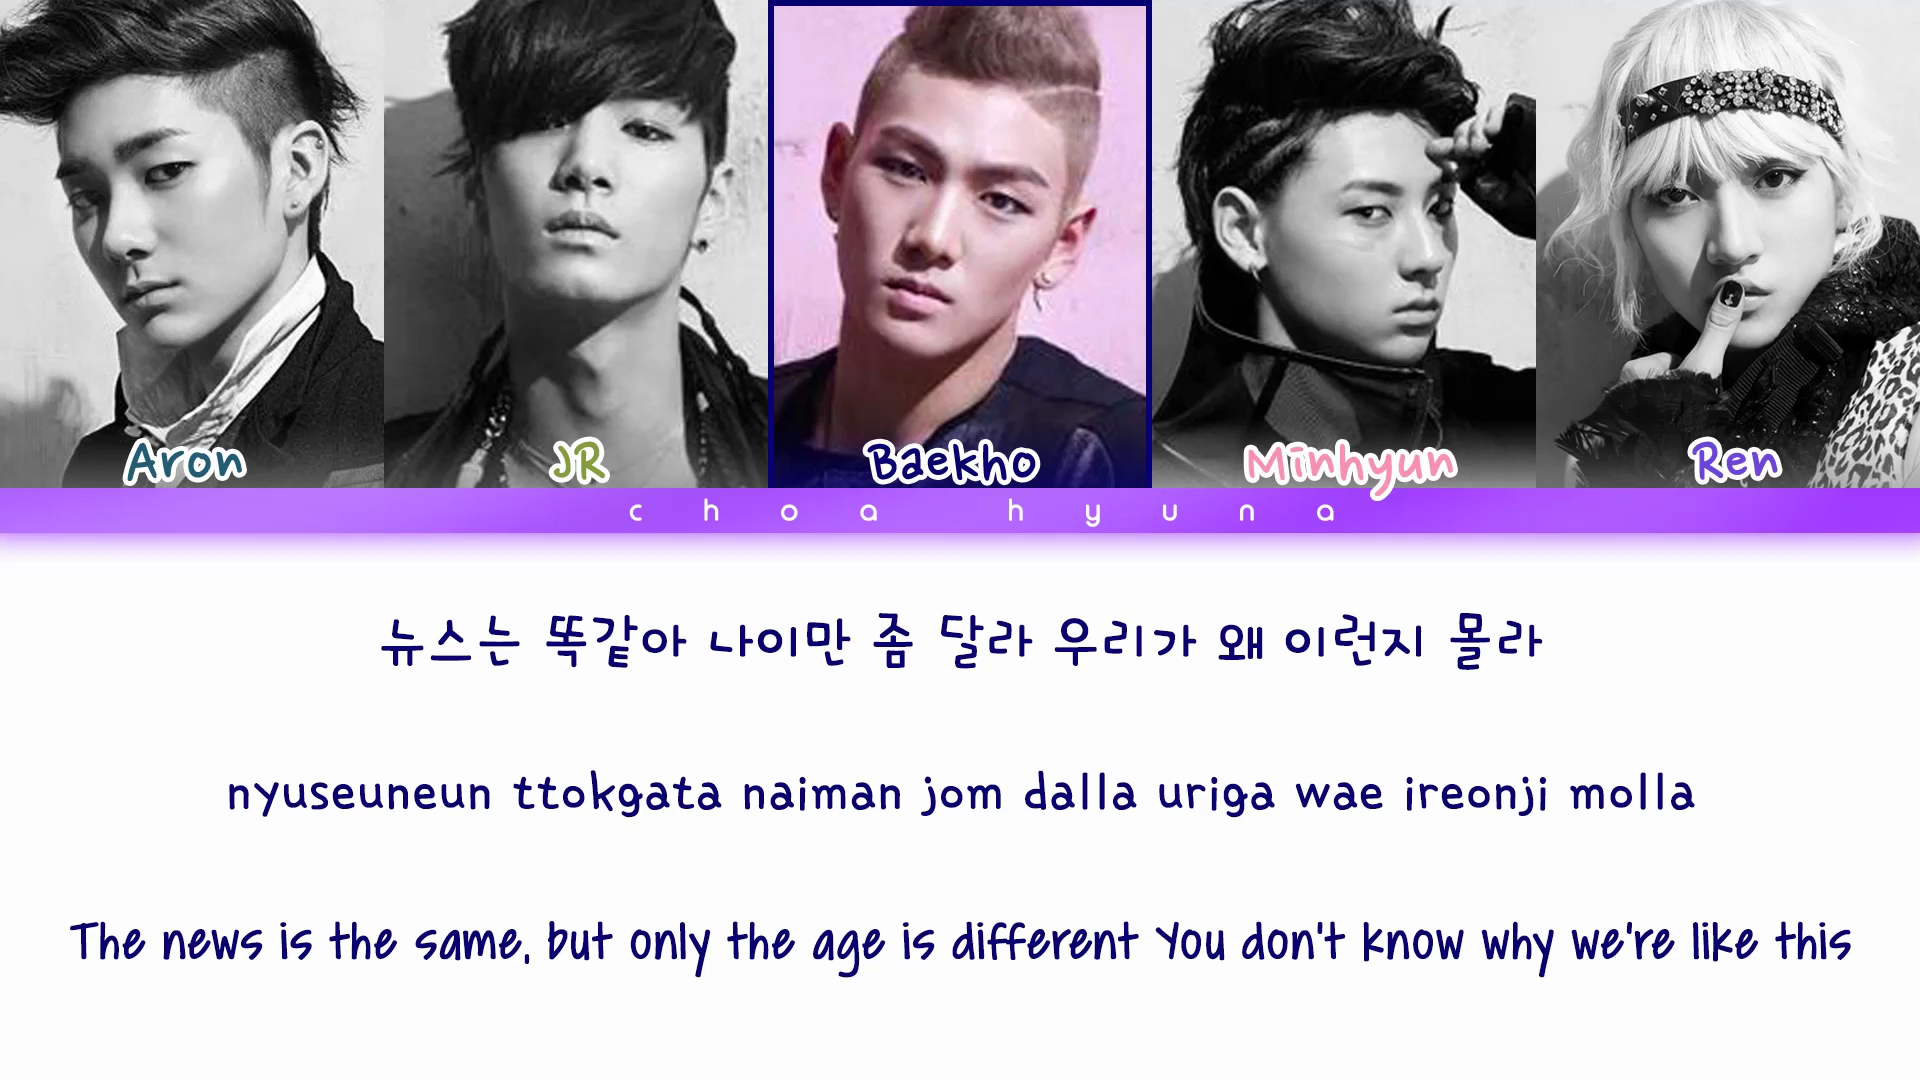 Aron JR Baekho Minhyun Ren
choa hyuna
뉴스는 똑같아 나이만 좀 달라 우리가 왜 이런지 몰라
nyuseuneun ttokgata naiman jom dalla uriga wae ireonji molla
The news is the same, but only the age is different You don't know why we're like this